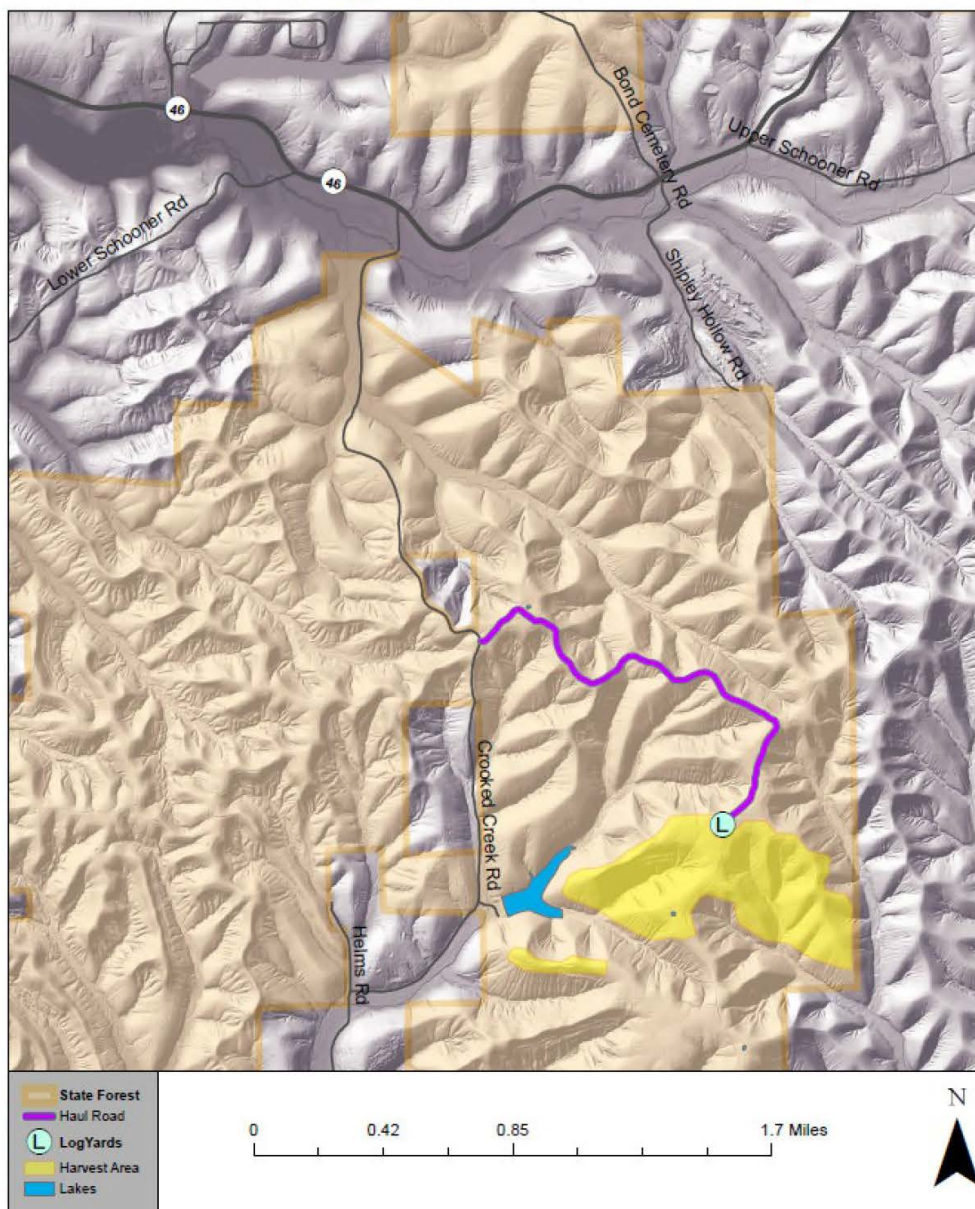 46
Bond Cemetery Rd
Upper Schooner Rd
46
Lower Schooner Rd
Shipley Hollow Rd
Crooked Creek Rd
L
Helms Rd
State Forest
Haul Road
L LogYards
Harvest Area
Lakes
0 0.42 0.85 1.7 Miles
N